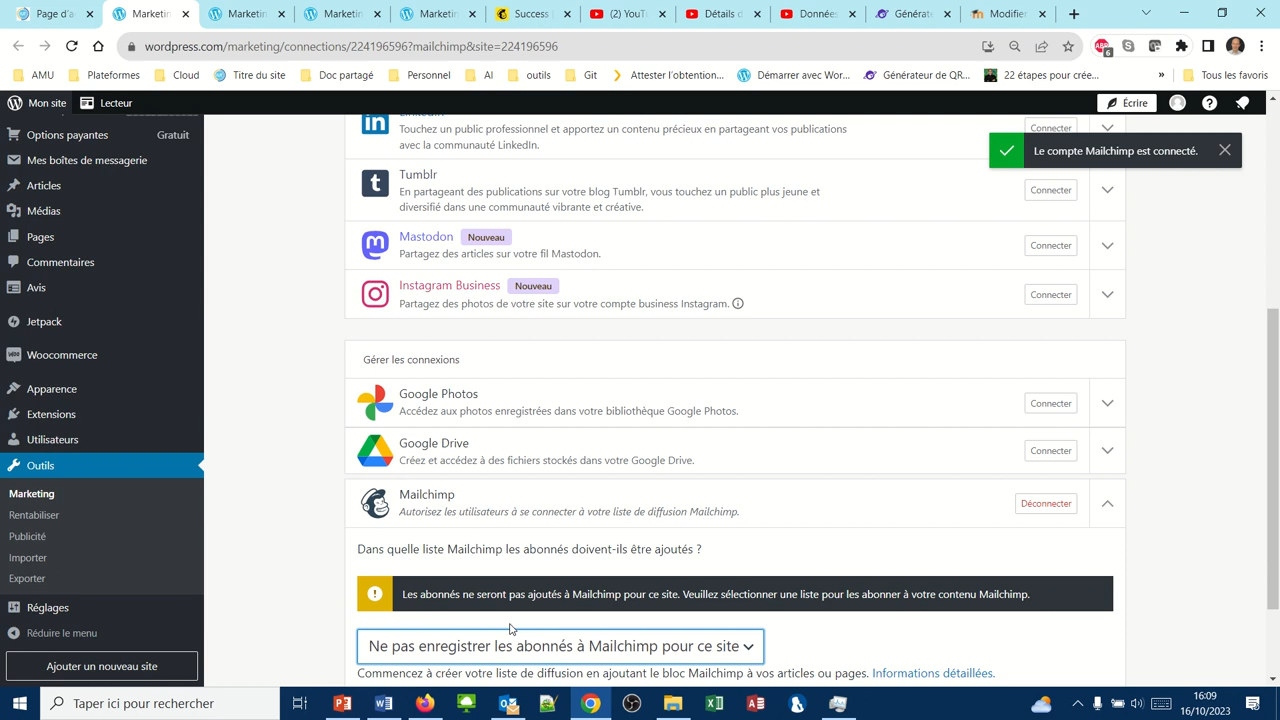 Page d'a
Marketin
WordPre
WordPre
WordPre
Success
(2) YouT
Détails d
Données
Générate
Modifie
wordpress.com/marketing/connections/224196596?mailchimp&site=224196596
6
AMU
Plateformes
Cloud
Titre du site
Doc partagé
Personnel
AI
outils
Git
Attester l'obtention...
Démarrer avec Wor...
Générateur de QR...
22 étapes pour crée...
»
Tous les favoris
Mon site
Lecteur
Écrire
Options payantes
Gratuit
Mes boîtes de messagerie
Articles
Médias
Pages
Commentaires
Avis
Jetpack
Woocommerce
Apparence
Extensions
Utilisateurs
Outils
Marketing
Rentabiliser
Publicité
Importer
Exporter
Réglages
Réduire le menu
Ajouter un nouveau site
LinkedIn
Touchez un public professionnel et apportez un contenu précieux en partageant vos publications
avec la communauté LinkedIn.
Connecter
Le compte Mailchimp est connecté.
Tumblr
En partageant des publications sur votre blog Tumblr, vous touchez un public plus jeune et
diversifié dans une communauté vibrante et créative.
Connecter
Mastodon
Nouveau
Partagez des articles sur votre fil Mastodon.
Connecter
Instagram Business
Nouveau
Partagez des photos de votre site sur votre compte business Instagram.
Connecter
Gérer les connexions
Google Photos
Accédez aux photos enregistrées dans votre bibliothèque Google Photos.
Connecter
Google Drive
Créez et accédez à des fichiers stockés dans votre Google Drive.
Connecter
Mailchimp
Autorisez les utilisateurs à se connecter à votre liste de diffusion Mailchimp.
Déconnecter
Dans quelle liste Mailchimp les abonnés doivent-ils être ajoutés ?
Les abonnés ne seront pas ajoutés à Mailchimp pour ce site. Veuillez sélectionner une liste pour les abonner à votre contenu Mailchimp.
Ne pas enregistrer les abonnés à Mailchimp pour ce site
Commencez à créer votre liste de diffusion en ajoutant le bloc Mailchimp à vos articles ou pages. Informations détaillées.
Taper ici pour rechercher
16:09
16/10/2023